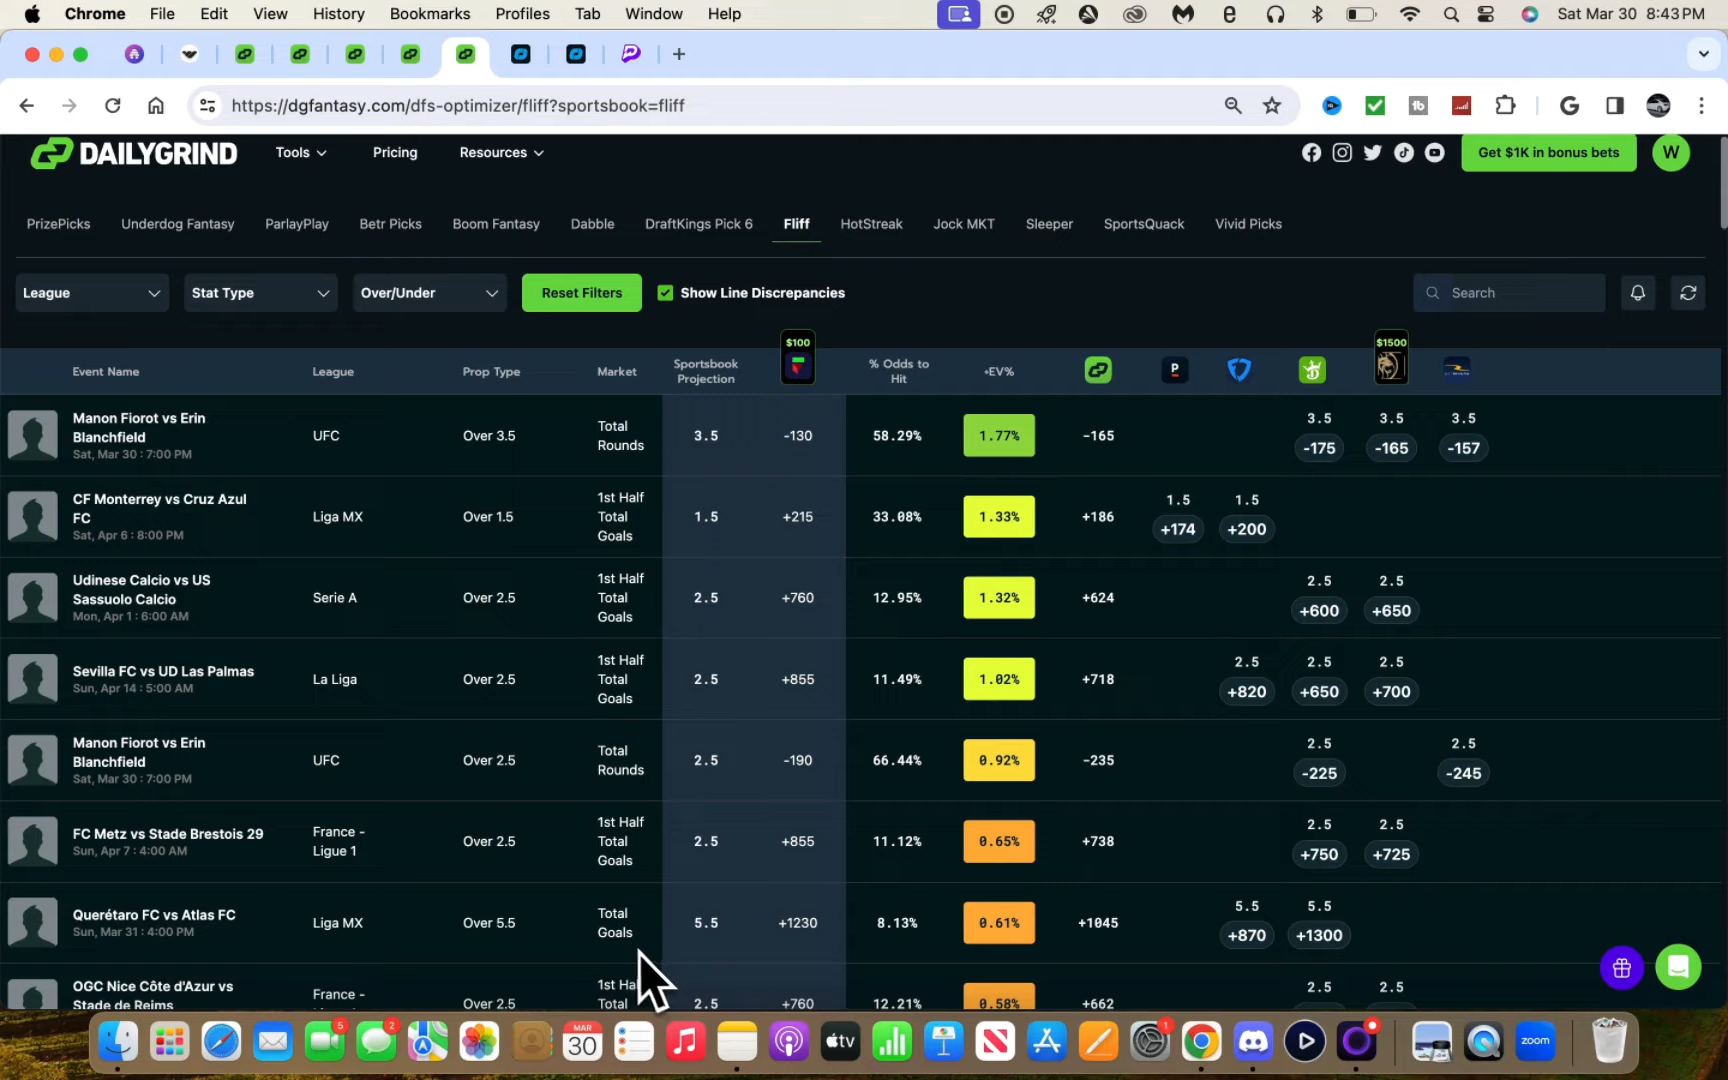 Chrome File Edit View History Bookmarks Profiles Tab Window Help Sat Mar 30 8:43 PM
https://dgfantasy.com/dfs-optimizer/fliff?sportsbook=fliff
DAILYGRIND Tools Pricing Resources Get $1K in bonus bets W
PrizePicks Underdog Fantasy ParlayPlay Betr Picks Boom Fantasy Dabble DraftKings Pick 6 Fliff HotStreak Jock MKT Sleeper SportsQuack Vivid Picks
League Stat Type Over/Under Reset Filters Show Line Discrepancies Search
$100 $1500
Event Name League Prop Type Market Sportsbook Projection % Odds to Hit +EV%
Manon Fiorot vs Erin
Blanchfield
Sat, Mar 30 : 7:00 PM
UFC
Over 3.5
Total
Rounds
3.5 -130 58.29% 1.77% -165
3.5 3.5 3.5
-175 -165 -157
CF Monterrey vs Cruz Azul
FC
Sat, Apr 6 : 8:00 PM
Liga MX
Over 1.5
1st Half
Total
Goals
1.5 +215 33.08% 1.33% +186
1.5 1.5
+174 +200
Udinese Calcio vs US
Sassuolo Calcio
Mon, Apr 1 : 6:00 AM
Serie A
Over 2.5
1st Half
Total
Goals
2.5 +760 12.95% 1.32% +624
2.5 2.5
+600 +650
Sevilla FC vs UD Las Palmas
Sun, Apr 14 : 5:00 AM
La Liga
Over 2.5
1st Half
Total
Goals
2.5 +855 11.49% 1.02% +718
2.5 2.5 2.5
+820 +650 +700
Manon Fiorot vs Erin
Blanchfield
Sat, Mar 30 : 7:00 PM
UFC
Over 2.5
Total
Rounds
2.5 -190 66.44% 0.92% -235
2.5 2.5
-225 -245
FC Metz vs Stade Brestois 29
Sun, Apr 7 : 4:00 AM
France -
Ligue 1
Over 2.5
1st Half
Total
Goals
2.5 +855 11.12% 0.65% +738
2.5 2.5
+750 +725
Querétaro FC vs Atlas FC
Sun, Mar 31 : 4:00 PM
Liga MX
Over 5.5
Total
Goals
5.5 +1230 8.13% 0.61% +1045
5.5 5.5
+870 +1300
OGC Nice Côte d'Azur vs
Stade de Reims
France -
Over 2.5
1st Ha
Total
2.5 +760 12.21% 0.58% +662
2.5 2.5
5 2 MAR 30 tv 1 zoom